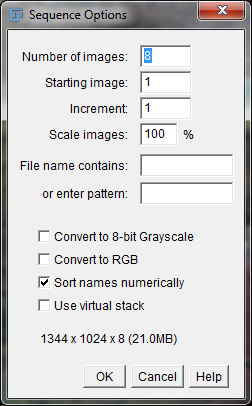 Sequence Options
Number of images: 8
Starting image: 1
Increment: 1
Scale images: 100 %
File name contains:
or enter pattern:
Convert to 8-bit Grayscale
Convert to RGB
Sort names numerically
Use virtual stack
1344 x 1024 x 8 (21.0MB)
OK Cancel Help